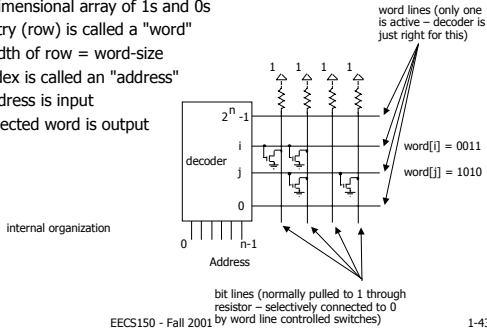 dimensional array of 1s and 0s
try (row) is called a "word"
dth of row = word-size
dex is called an "address"
dress is input
ected word is output
word lines (only one
is active – decoder is
just right for this)
1 1 1 1
2^n -1
i
word[i] = 0011
decoder
j
word[j] = 1010
0
internal organization
0 n-1
Address
bit lines (normally pulled to 1 through
resistor – selectively connected to 0
by word line controlled switches)
EECS150 - Fall 2001
1-43